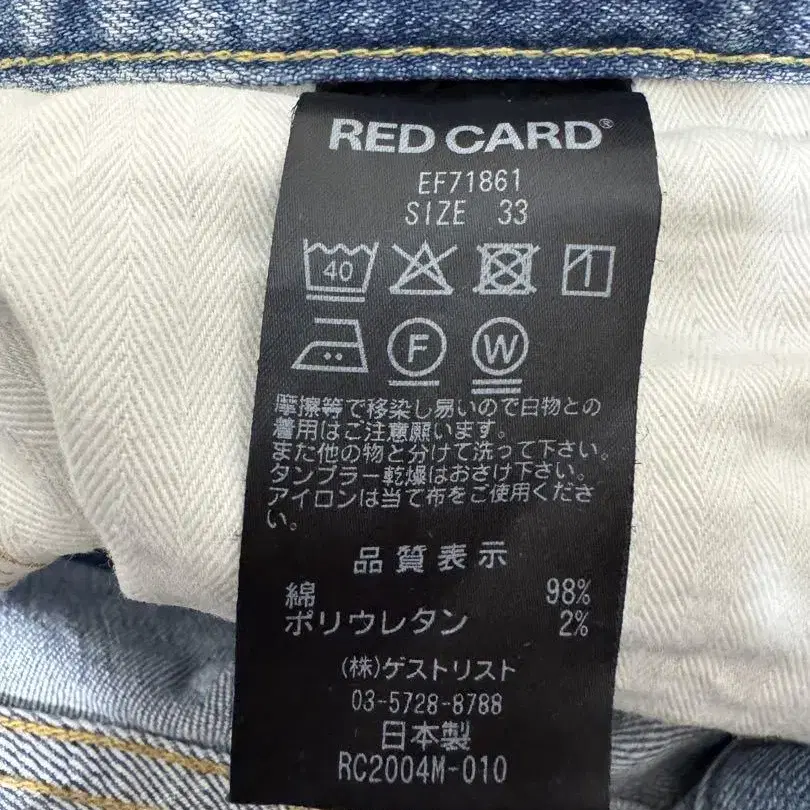 RED CARD®
EF71861
SIZE 33
40
F W
摩擦等で移染し易いので白物との
着用はご注意願います。
また他の物と分けて洗って下さい。
タンブラー乾燥はおさけ下さい。
アイロンは当て布をご使用くださ
い。
品質表示
綿 98%
ポリウレタン 2%
(株)ゲストリスト
03-5728-8788
日本製
RC2004M-010